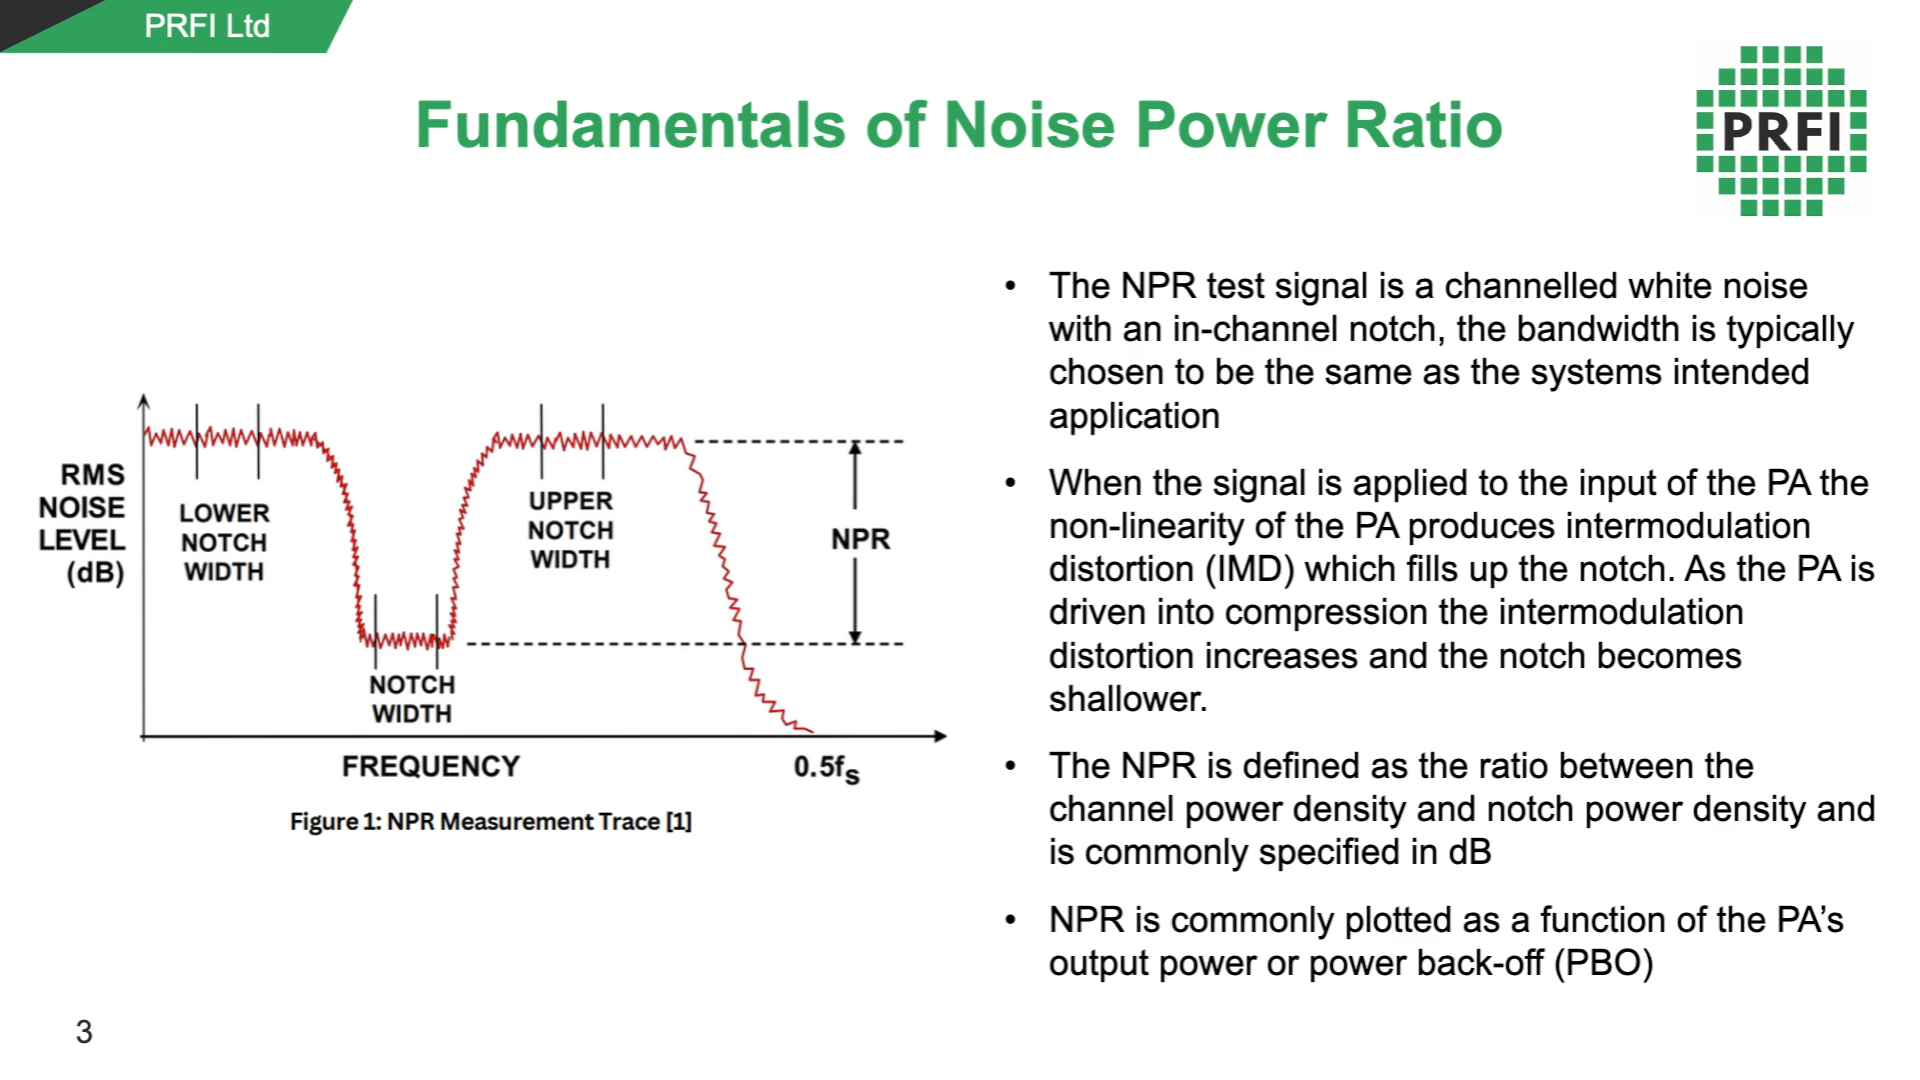 PRFI Ltd
Fundamentals of Noise Power Ratio
PRFI
RMS
NOISE
LEVEL
(dB)
LOWER
NOTCH
WIDTH
UPPER
NOTCH
WIDTH
NPR
NOTCH
WIDTH
FREQUENCY
0.5fs
Figure 1: NPR Measurement Trace [1]
• The NPR test signal is a channelled white noise
with an in-channel notch, the bandwidth is typically
chosen to be the same as the systems intended
application
• When the signal is applied to the input of the PA the
non-linearity of the PA produces intermodulation
distortion (IMD) which fills up the notch. As the PA is
driven into compression the intermodulation
distortion increases and the notch becomes
shallower.
• The NPR is defined as the ratio between the
channel power density and notch power density and
is commonly specified in dB
• NPR is commonly plotted as a function of the PA’s
output power or power back-off (PBO)
3